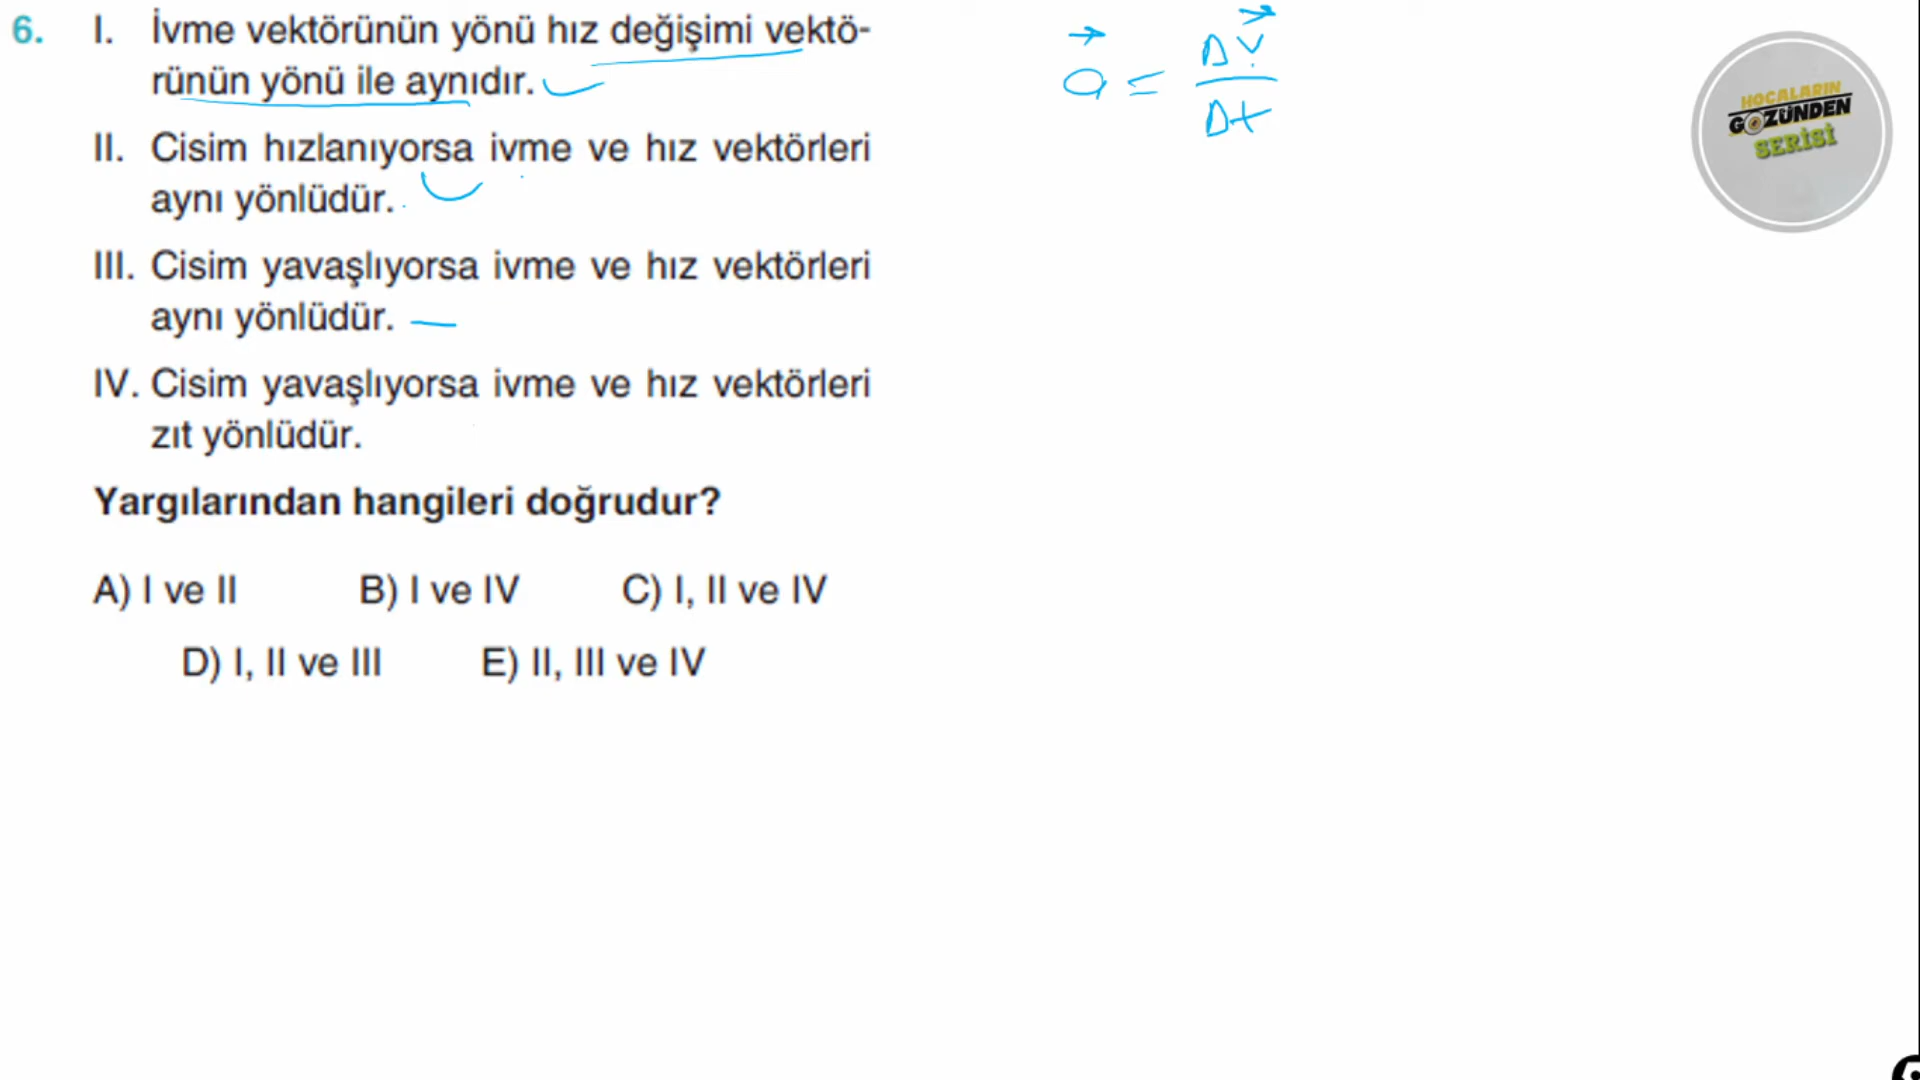 6. I. İvme vektörünün yönü hız değişimi vektö-
rünün yönü ile aynıdır.
II. Cisim hızlanıyorsa ivme ve hız vektörleri
aynı yönlüdür.
III. Cisim yavaşlıyorsa ivme ve hız vektörleri
aynı yönlüdür.
IV. Cisim yavaşlıyorsa ivme ve hız vektörleri
zıt yönlüdür.
Yargılarından hangileri doğrudur?
A) I ve II B) I ve IV C) I, II ve IV
D) I, II ve III E) II, III ve IV
a⃗ = Δv⃗ / Δt
HOCALARIN
GÖZÜNDEN
SERİSİ